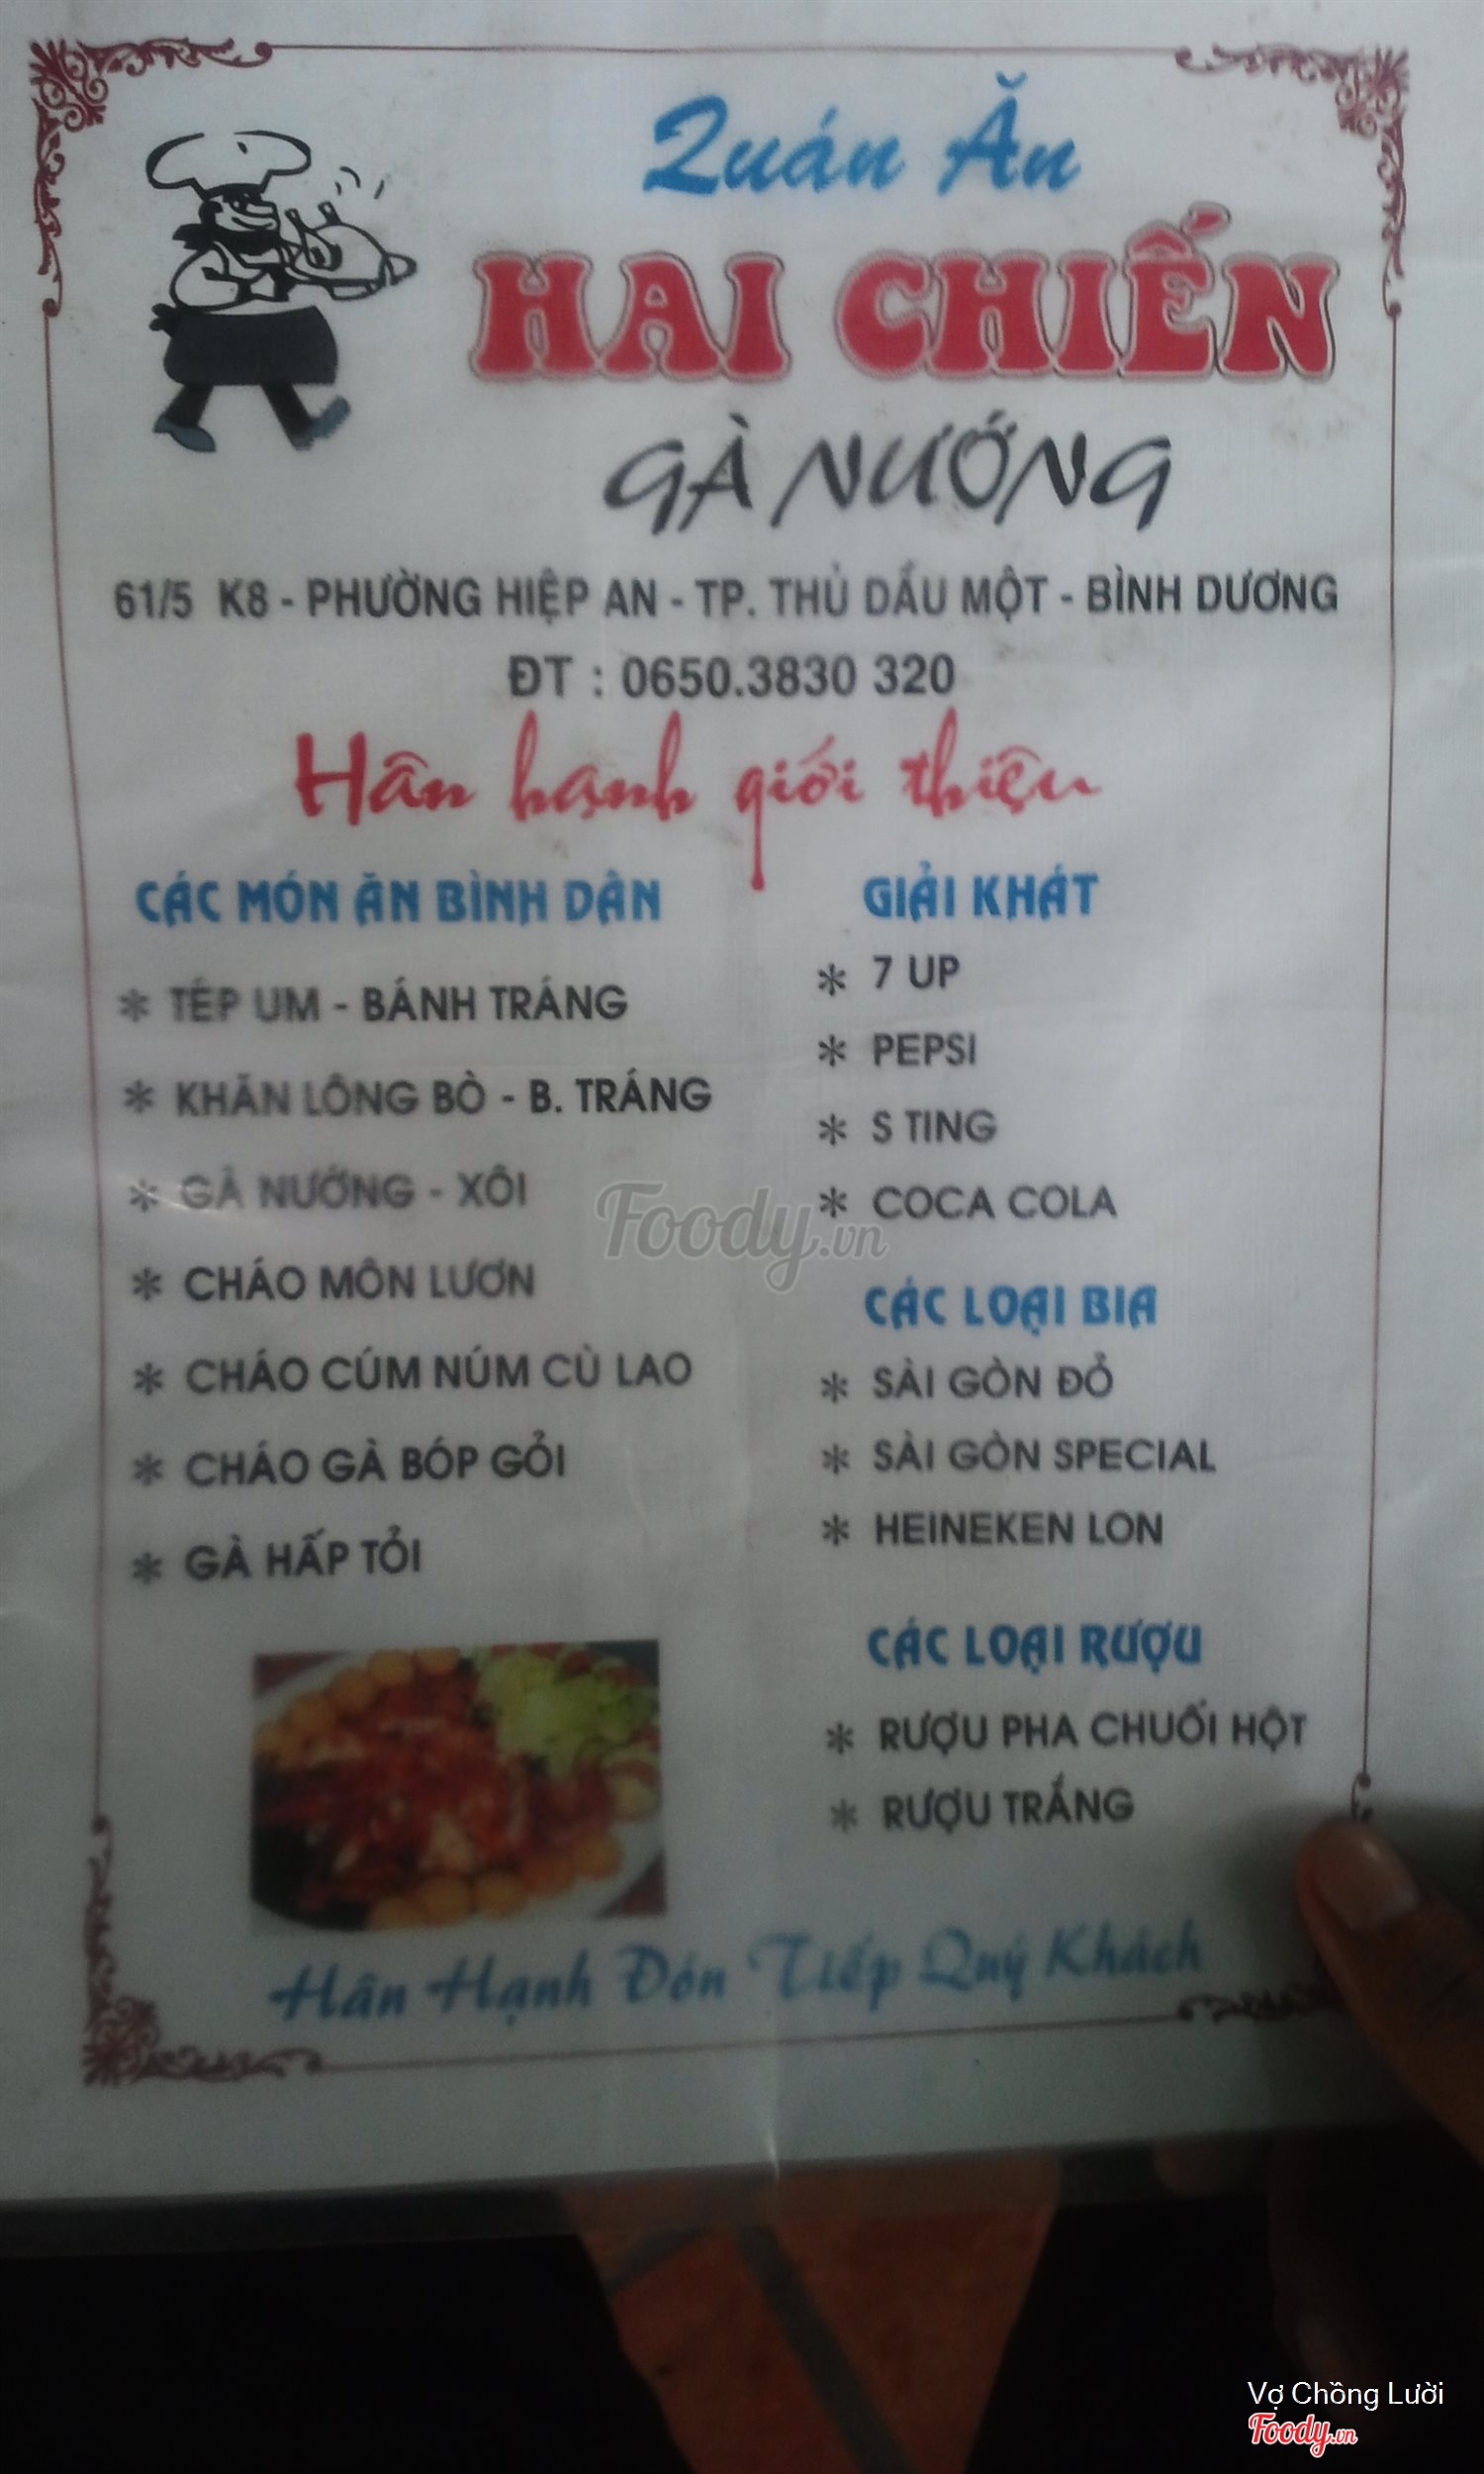 Quán Ăn
HAI CHIẾN
GÀ NƯỚNG
61/5 K8 - PHƯỜNG HIỆP AN - TP. THỦ DẦU MỘT - BÌNH DƯƠNG
ĐT : 0650.3830 320
Hân hạnh giới thiệu
CÁC MÓN ĂN BÌNH DÂN
* TÉP UM - BÁNH TRÁNG
* KHĂN LÔNG BÒ - B. TRÁNG
* GÀ NƯỚNG - XÔI
* CHÁO MÔN LƯƠN
* CHÁO CÚM NÚM CÙ LAO
* CHÁO GÀ BÓP GỎI
* GÀ HẤP TỎI
GIẢI KHÁT
* 7 UP
* PEPSI
* S TING
* COCA COLA
CÁC LOẠI BIA
* SÀI GÒN ĐỎ
* SÀI GÒN SPECIAL
* HEINEKEN LON
CÁC LOẠI RƯỢU
* RƯỢU PHA CHUỐI HỘT
* RƯỢU TRẮNG
Hân Hạnh Đón Tiếp Quý Khách
Foody.vn
Vợ Chồng Lười
Foody.vn